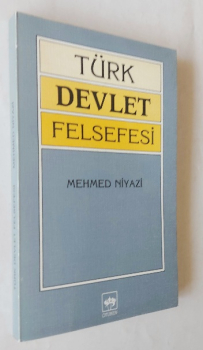 TÜRK
DEVLET
FELSEFESİ
MEHMED NİYAZİ